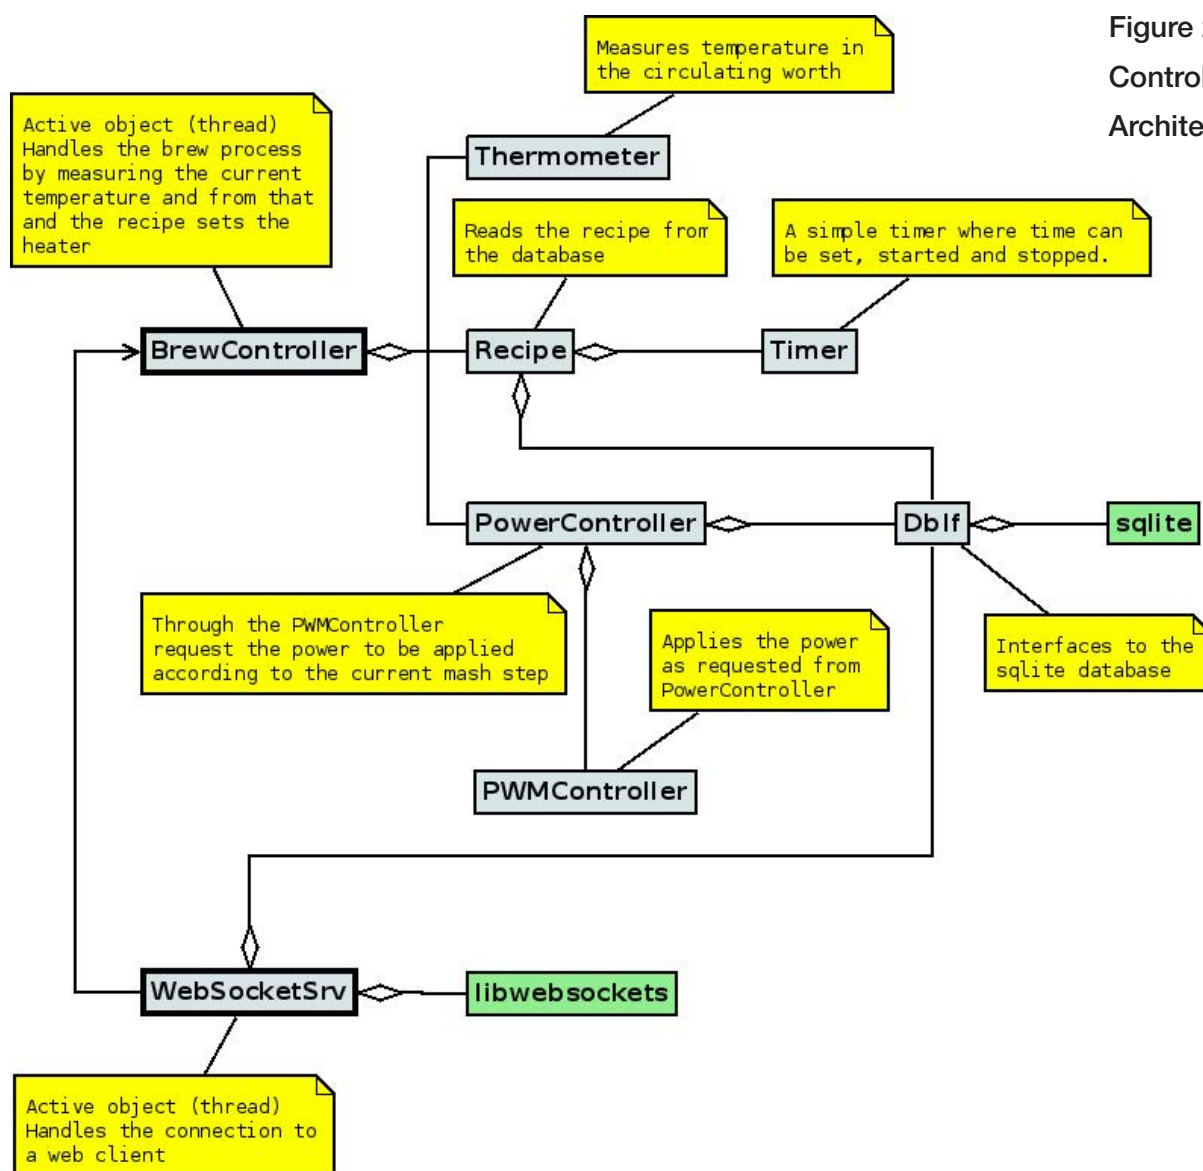 Figure
Control
Archite
Measures temperature in
the circulating worth
Active object (thread)
Handles the brew process
by measuring the current
temperature and from that
and the recipe sets the
heater
Thermometer
Reads the recipe from
the database
A simple timer where time can
be set, started and stopped.
BrewController
Recipe
Timer
PowerController
DbIf
sqlite
Through the PWMController
request the power to be applied
according to the current mash step
Applies the power
as requested from
PowerController
Interfaces to the
sqlite database
PWMController
WebSocketSrv
libwebsockets
Active object (thread)
Handles the connection to
a web client